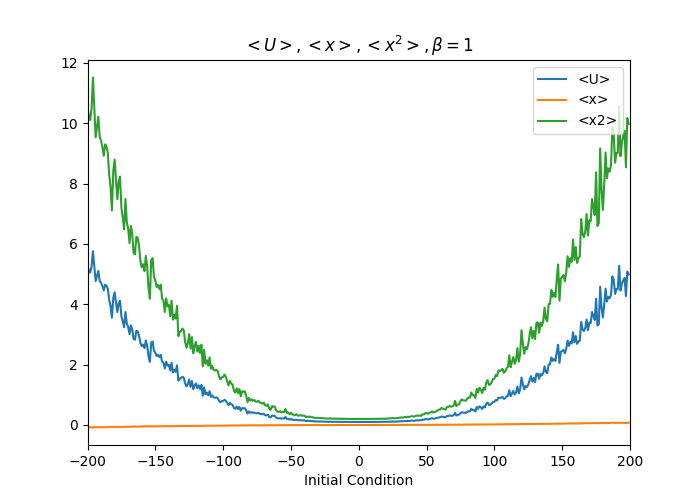 < U > , < x > , < x² > , β = 1
<U>
<x>
<x2>
12
10
8
6
4
2
0
−200 −150 −100 −50 0 50 100 150 200
Initial Condition